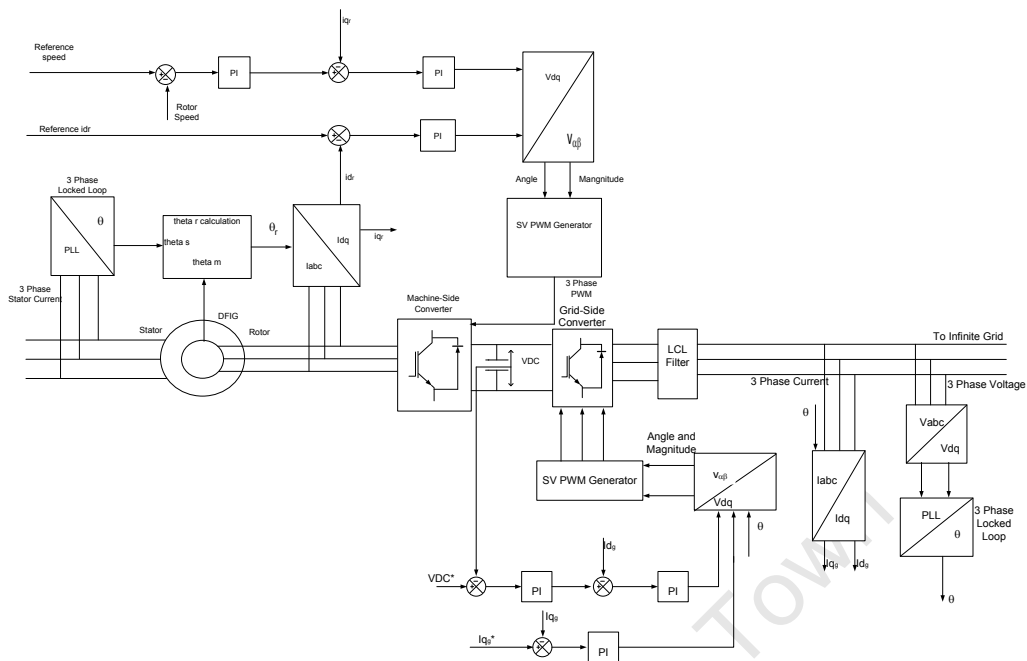 iqr
Reference
speed
PI
PI
Rotor
Speed
Vdq
Vαβ
Reference idr
PI
idr
Angle
Mangnitude
3 Phase
Locked Loop
θ
PLL
theta r calculation
theta s
theta m
θr
Idq
Iabc
iqr
SV PWM Generator
3 Phase
PWM
3 Phase
Stator Current
Stator
DFIG
Rotor
Machine-Side
Converter
Grid-Side
Converter
VDC
LCL
Filter
To Infinite Grid
3 Phase Current
3 Phase Voltage
θ
Vabc
Vdq
Angle and
Magnitude
SV PWM Generator
vαβ
Vdq
θ
Iabc
Idq
Iqg
Idg
PLL
θ
3 Phase
Locked
Loop
θ
Idg
VDC*
PI
PI
Iqg
Iqg*
PI
Town